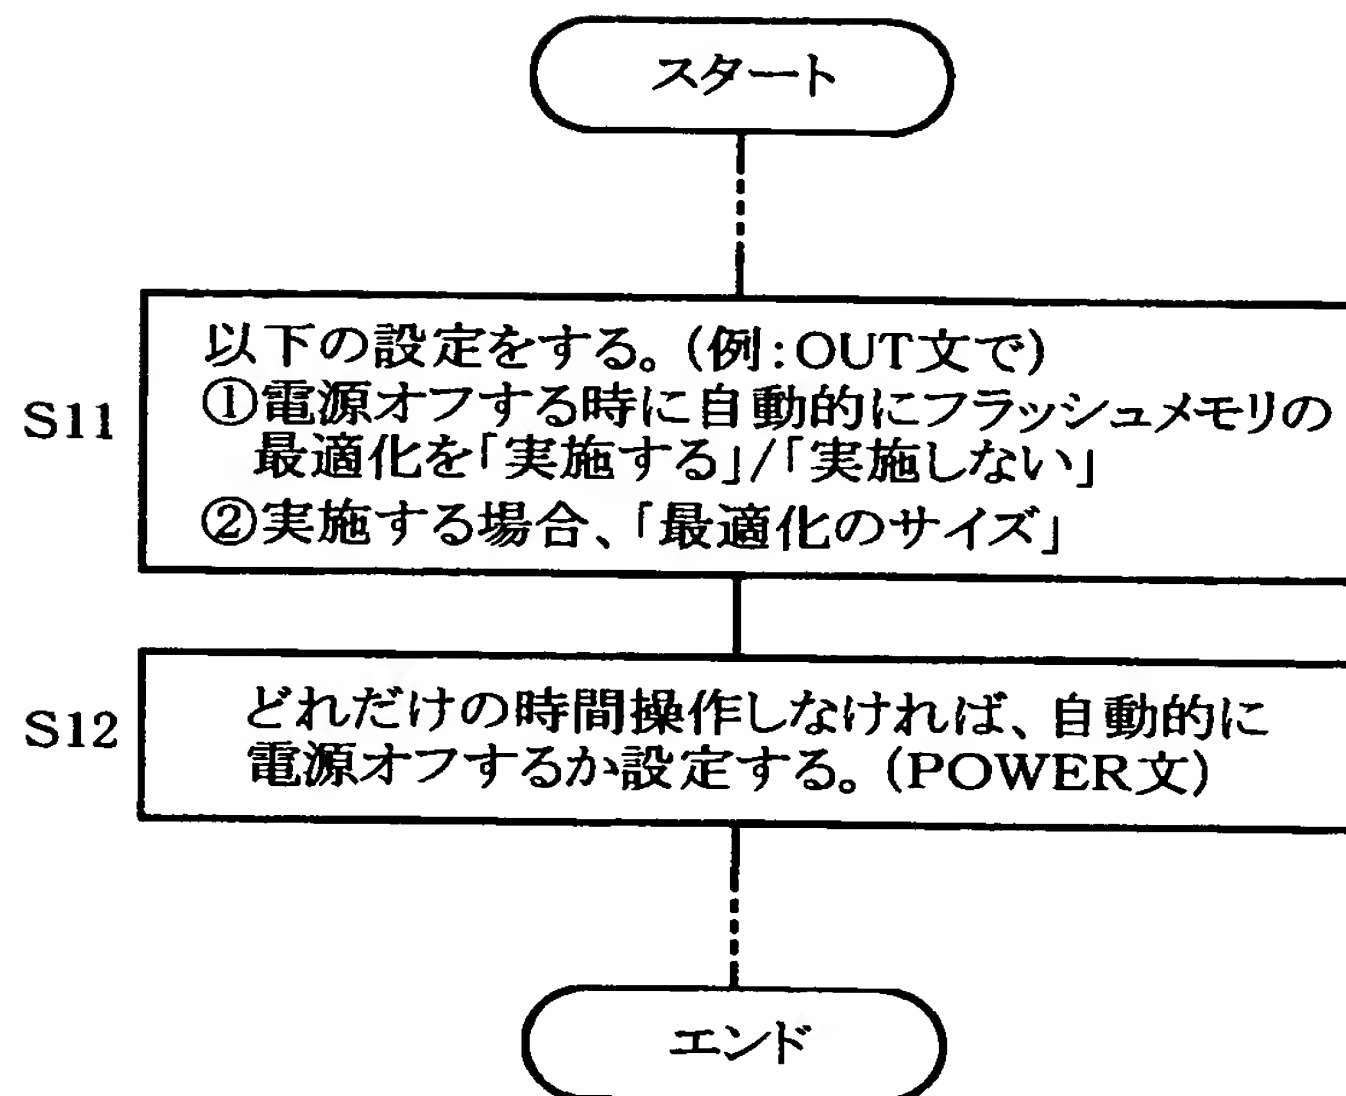 スタート
S11
以下の設定をする。(例:OUT文で)
①電源オフする時に自動的にフラッシュメモリの
最適化を「実施する」/「実施しない」
②実施する場合、「最適化のサイズ」
S12
どれだけの時間操作しなければ、自動的に
電源オフするか設定する。(POWER文)
エンド